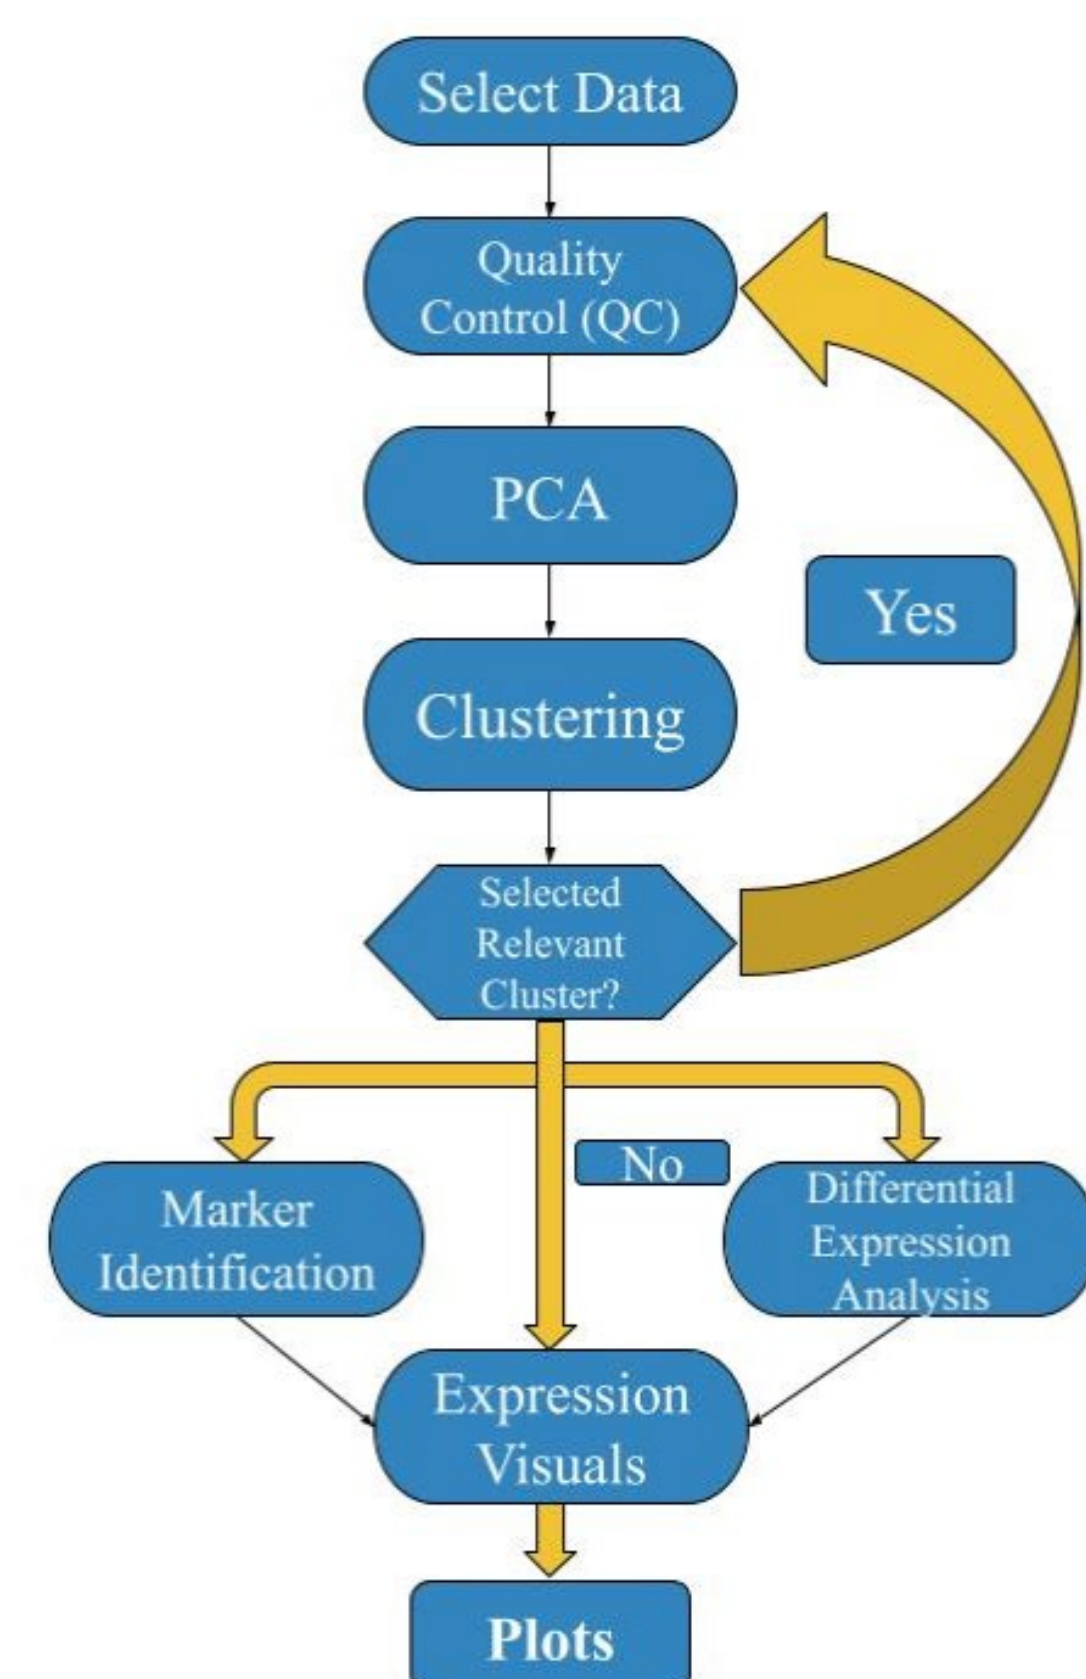 Select Data
Quality
Control (QC)
PCA
Yes
Clustering
Selected
Relevant
Cluster?
No
Marker
Identification
Differential
Expression
Analysis
Expression
Visuals
Plots